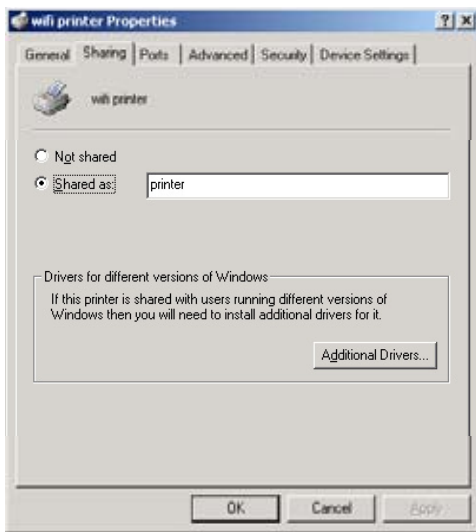 wifi printer Properties
General Sharing Ports Advanced Security Device Settings
wifi printer
Not shared
Shared as: printer
Drivers for different versions of Windows
If this printer is shared with users running different versions of
Windows then you will need to install additional drivers for it.
Additional Drivers...
OK Cancel Apply